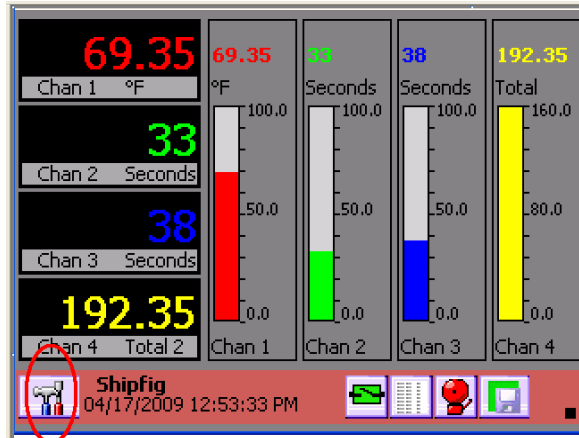 69.35
Chan 1 °F
33
Chan 2 Seconds
38
Chan 3 Seconds
192.35
Chan 4 Total 2
69.35
°F
100.0
50.0
0.0
Chan 1
33
Seconds
100.0
50.0
0.0
Chan 2
38
Seconds
100.0
50.0
0.0
Chan 3
192.35
Total
160.0
80.0
0.0
Chan 4
Shipfig
04/17/2009 12:53:33 PM